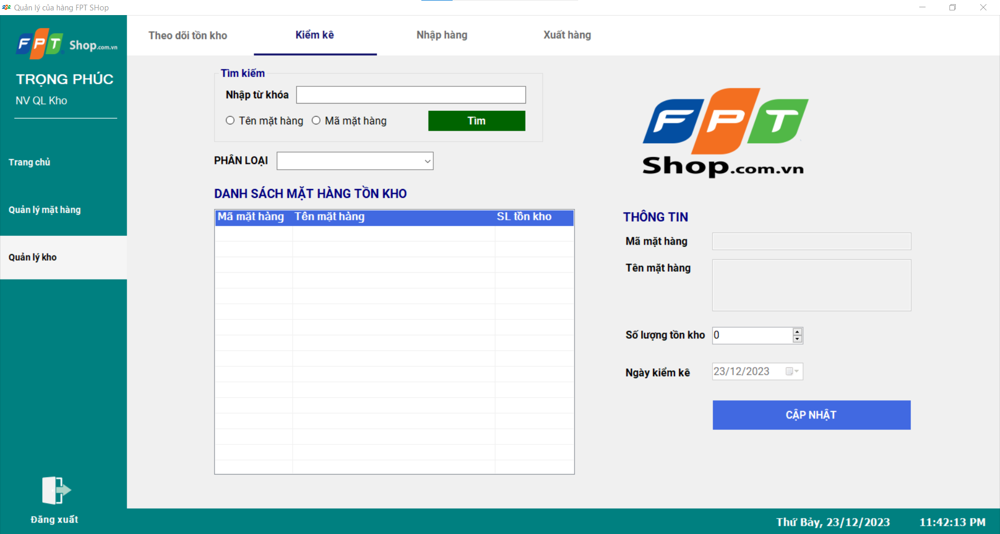 Quản lý của hàng FPT SHop
FPT Shop.com.vn
TRỌNG PHÚC
NV QL Kho
Trang chủ
Quản lý mặt hàng
Quản lý kho
Đăng xuất
Theo dõi tồn kho
Kiểm kê
Nhập hàng
Xuất hàng
Tìm kiếm
Nhập từ khóa
Tên mặt hàng
Mã mặt hàng
Tìm
PHÂN LOẠI
DANH SÁCH MẶT HÀNG TỒN KHO
Mã mặt hàng
Tên mặt hàng
SL tồn kho
FPT
Shop.com.vn
THÔNG TIN
Mã mặt hàng
Tên mặt hàng
Số lượng tồn kho
0
Ngày kiểm kê
23/12/2023
CẬP NHẬT
Thứ Bảy, 23/12/2023
11:42:13 PM